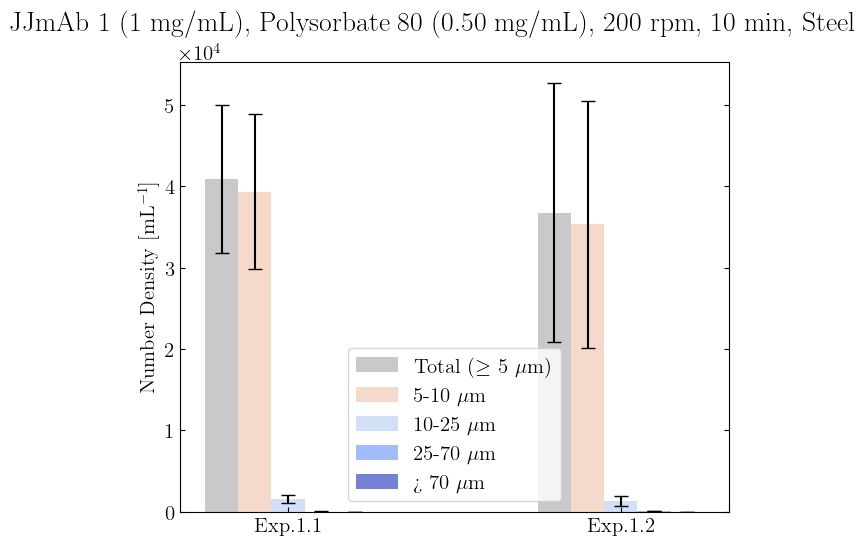 JJmAb 1 (1 mg/mL), Polysorbate 80 (0.50 mg/mL), 200 rpm, 10 min, Steel
×10⁴
Number Density [mL⁻¹]
5
4
3
2
1
0
Total (≥ 5 μm)
5-10 μm
10-25 μm
25-70 μm
¿ 70 μm
Exp.1.1
Exp.1.2